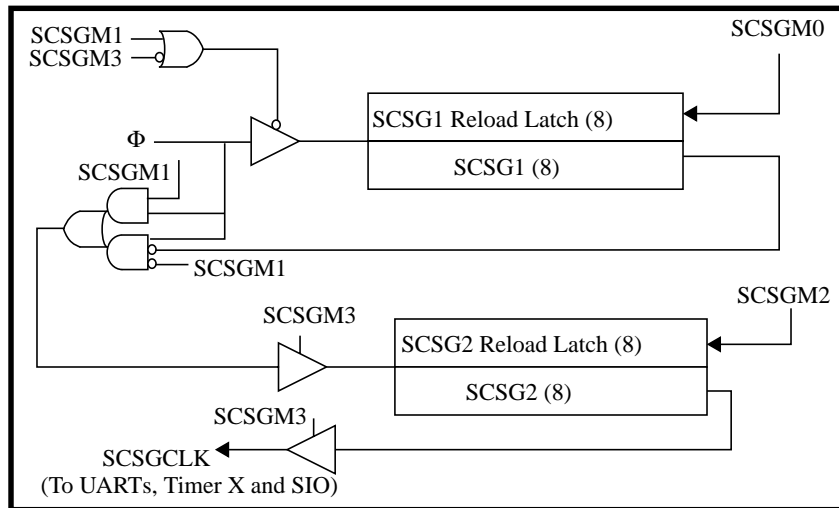 SCSGM1
SCSGM3
SCSGM0
SCSG1 Reload Latch (8)
Φ
SCSG1 (8)
SCSGM1
SCSGM1
SCSGM2
SCSGM3
SCSG2 Reload Latch (8)
SCSG2 (8)
SCSGM3
SCSGCLK
(To UARTs, Timer X and SIO)